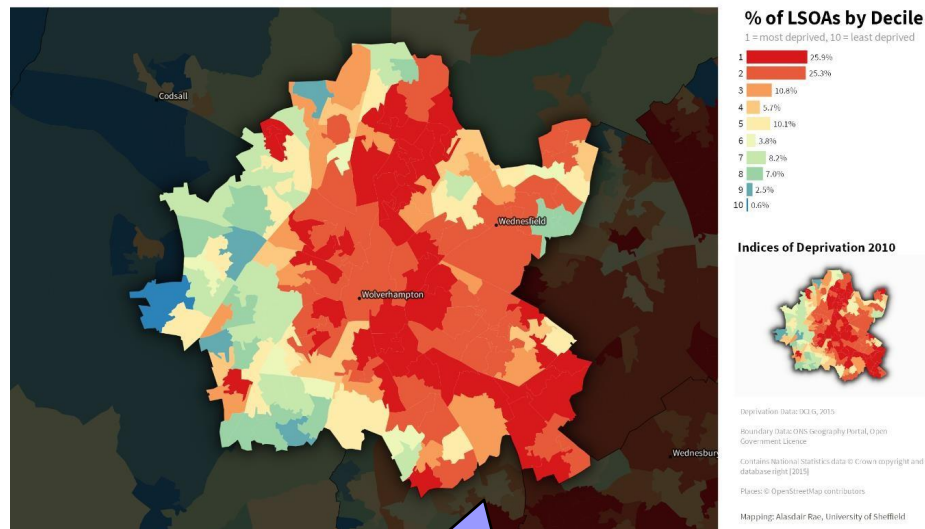 Codsall
Wednesfield
Wolverhampton
Wednesbury
% of LSOAs by Decile
1 = most deprived, 10 = least deprived
1 25.9%
2 25.3%
3 10.8%
4 5.7%
5 10.1%
6 3.8%
7 8.2%
8 7.0%
9 2.5%
10 0.6%
Indices of Deprivation 2010
Deprivation Data: DCLG, 2015
Boundary Data: ONS Geography Portal, Open
Government Licence
Contains National Statistics data © Crown copyright and
database right [2015]
Places: © OpenStreetMap contributors
Mapping: Alasdair Rae, University of Sheffield